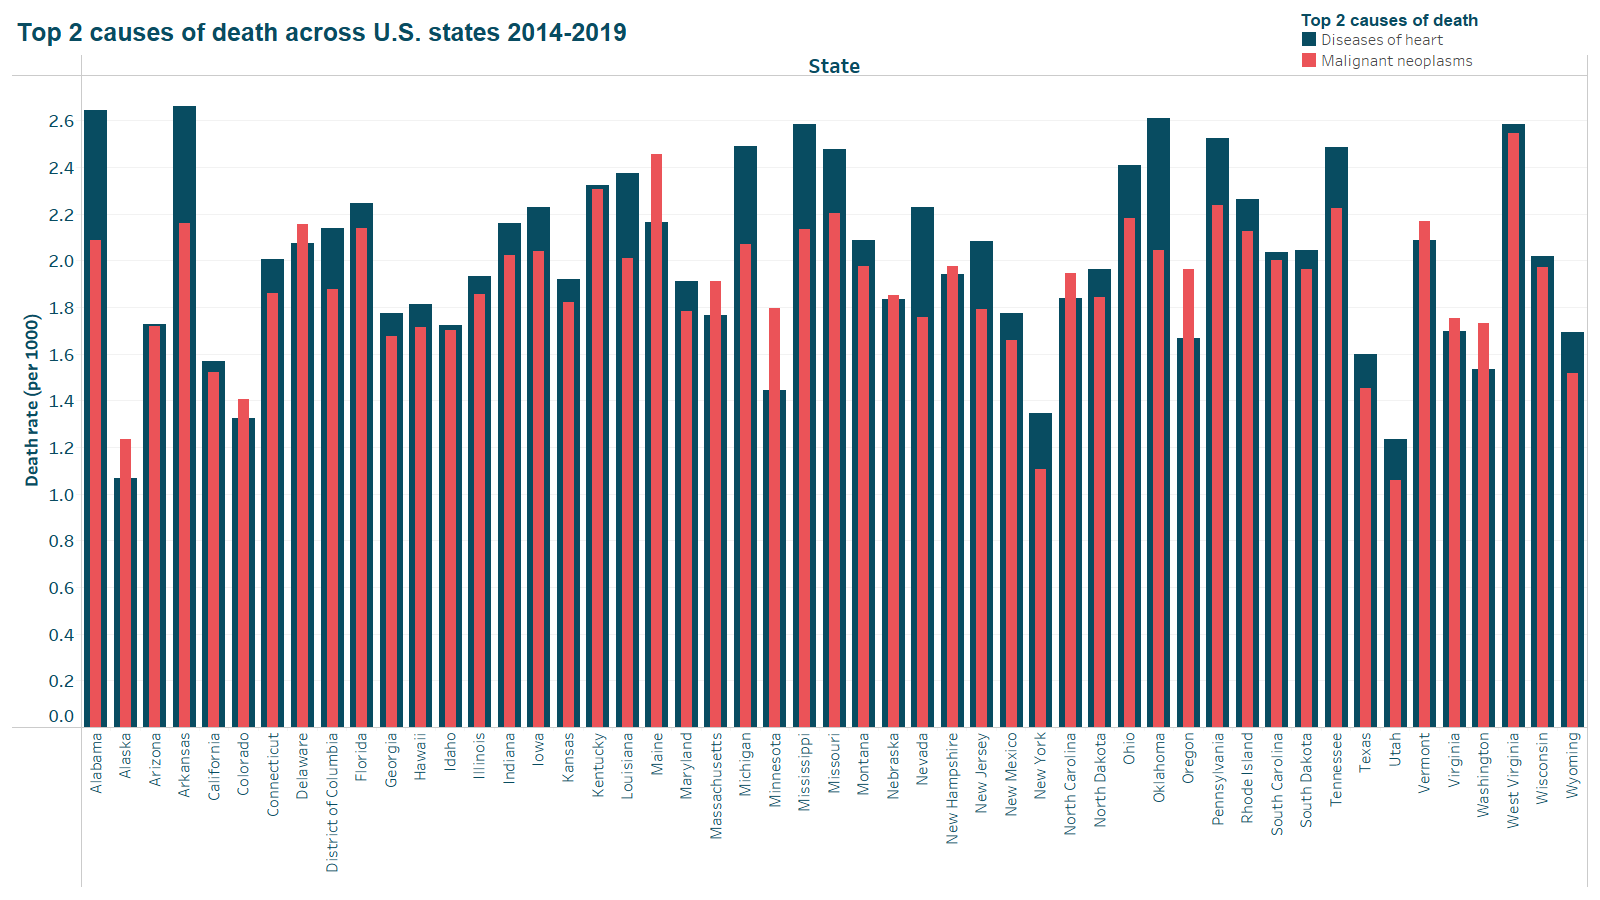 Top 2 causes of death across U.S. states 2014-2019
Top 2 causes of death
Diseases of heart
Malignant neoplasms
State
Death rate (per 1000)
2.6
2.4
2.2
2.0
1.8
1.6
1.4
1.2
1.0
0.8
0.6
0.4
0.2
0.0
Alabama
Alaska
Arizona
Arkansas
California
Colorado
Connecticut
Delaware
District of Columbia
Florida
Georgia
Hawaii
Idaho
Illinois
Indiana
Iowa
Kansas
Kentucky
Louisiana
Maine
Maryland
Massachusetts
Michigan
Minnesota
Mississippi
Missouri
Montana
Nebraska
Nevada
New Hampshire
New Jersey
New Mexico
New York
North Carolina
North Dakota
Ohio
Oklahoma
Oregon
Pennsylvania
Rhode Island
South Carolina
South Dakota
Tennessee
Texas
Utah
Vermont
Virginia
Washington
West Virginia
Wisconsin
Wyoming